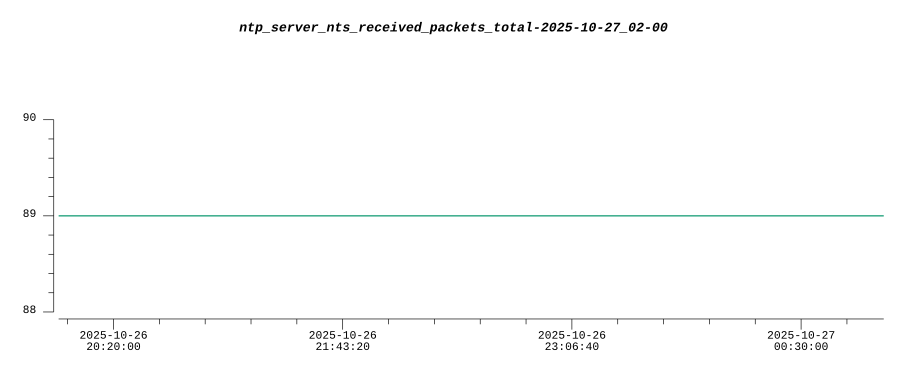 ntp_server_nts_received_packets_total-2025-10-27_02-00
90
89
88
2025-10-26 2025-10-26 2025-10-26 2025-10-27
20:20:00 21:43:20 23:06:40 00:30:00